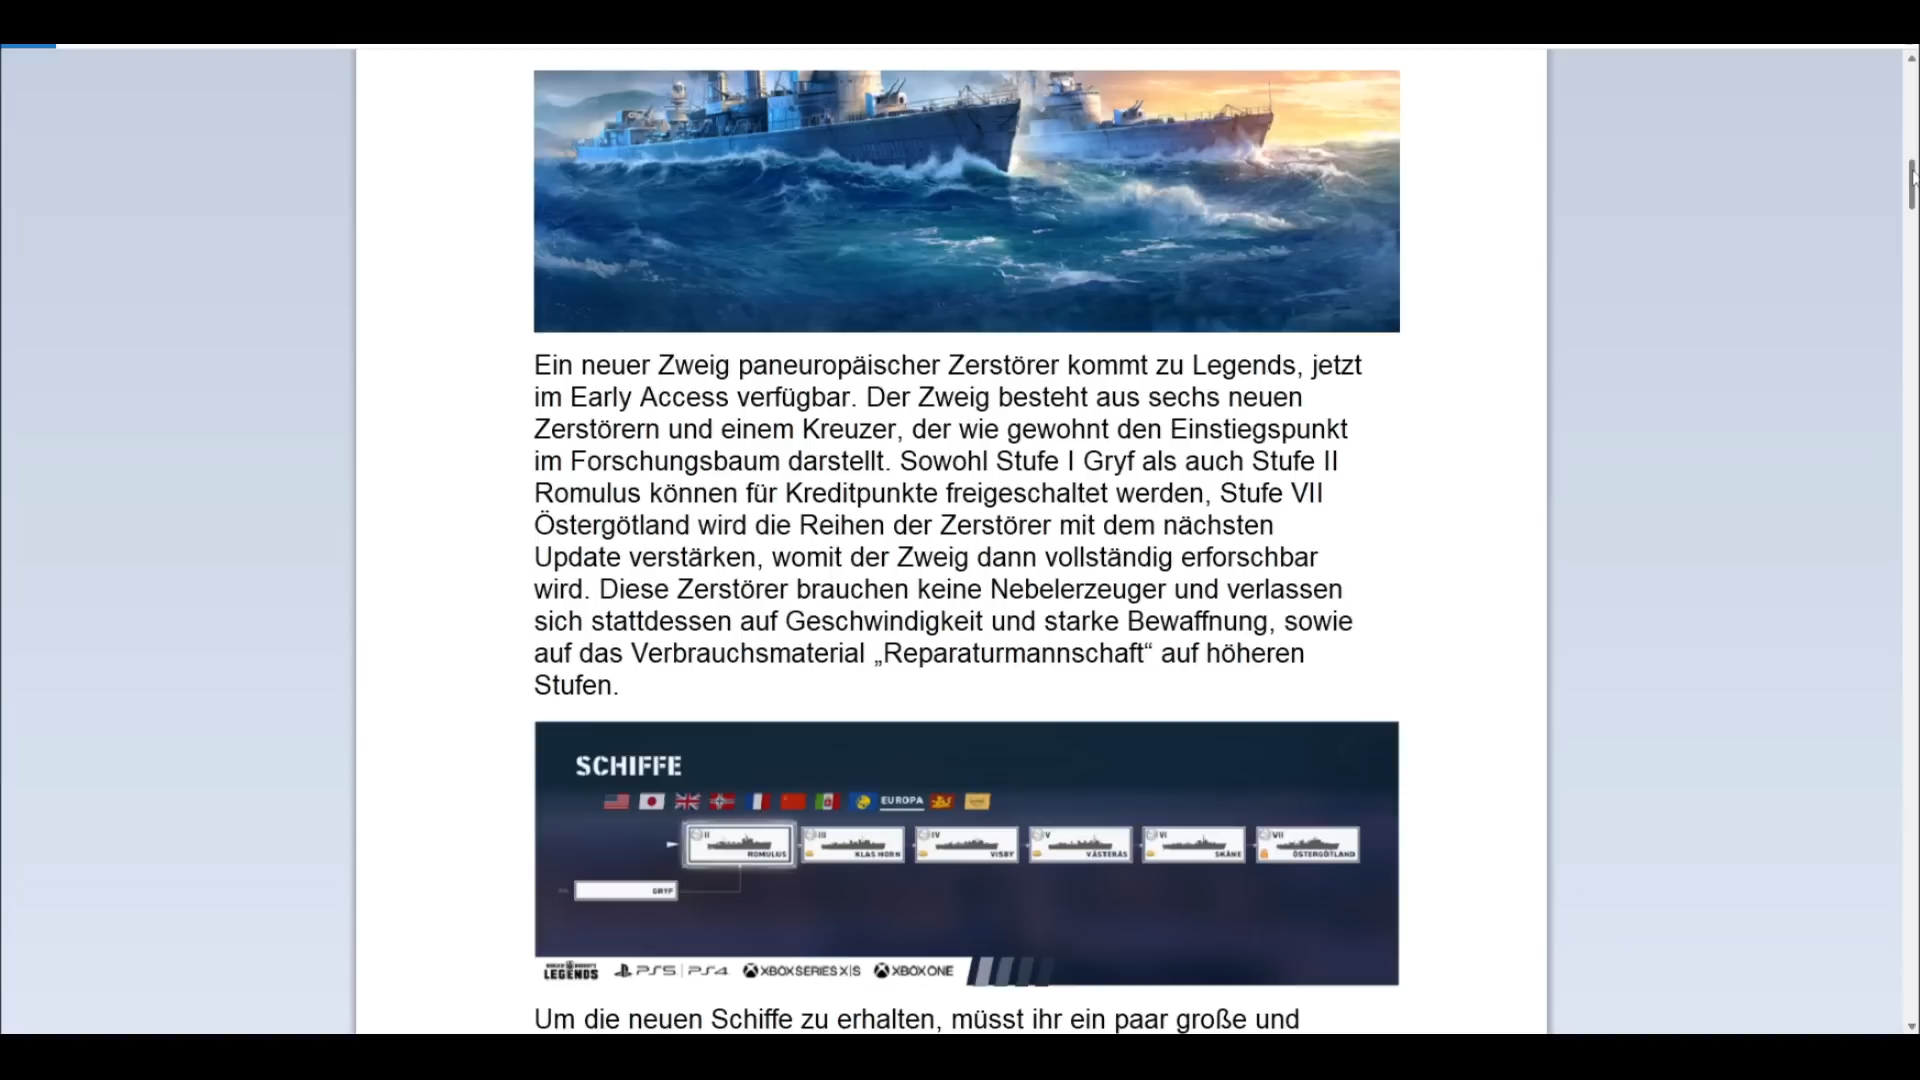 Ein neuer Zweig paneuropäischer Zerstörer kommt zu Legends, jetzt
im Early Access verfügbar. Der Zweig besteht aus sechs neuen
Zerstörern und einem Kreuzer, der wie gewohnt den Einstiegspunkt
im Forschungsbaum darstellt. Sowohl Stufe I Gryf als auch Stufe II
Romulus können für Kreditpunkte freigeschaltet werden, Stufe VII
Östergötland wird die Reihen der Zerstörer mit dem nächsten
Update verstärken, womit der Zweig dann vollständig erforschbar
wird. Diese Zerstörer brauchen keine Nebelerzeuger und verlassen
sich stattdessen auf Geschwindigkeit und starke Bewaffnung, sowie
auf das Verbrauchsmaterial „Reparaturmannschaft“ auf höheren
Stufen.
SCHIFFE
EUROPA
II III IV V VI VII
ROMULUS KLAS HORN VISBY VÄSTERÅS SKÅNE ÖSTERGÖTLAND
GRYF
LEGENDS PS5 | PS4 XBOX SERIES X|S XBOX ONE
Um die neuen Schiffe zu erhalten, müsst ihr ein paar große und